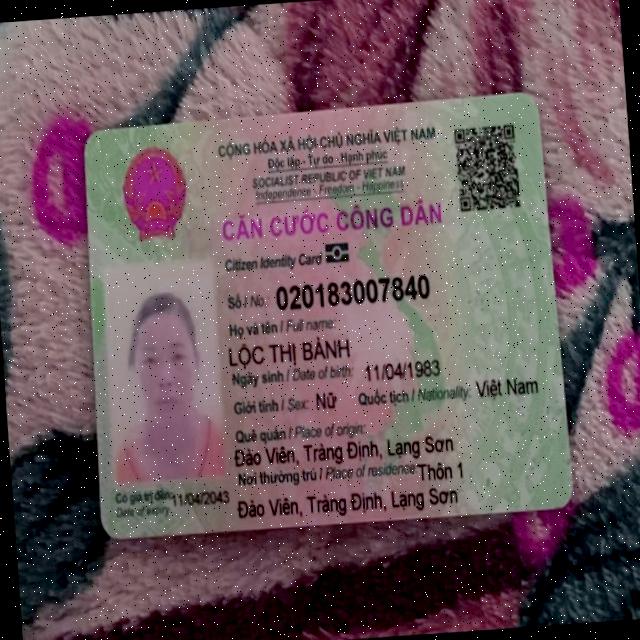 CỘNG HÒA XÃ HỘI CHỦ NGHĨA VIỆT NAM
Độc lập - Tự do - Hạnh phúc
SOCIALIST REPUBLIC OF VIET NAM
Independence - Freedom - Happiness
CĂN CƯỚC CÔNG DÂN
Citizen Identity Card
Số / No.: 020183007840
Họ và tên / Full name:
LỘC THỊ BÀNH
Ngày sinh / Date of birth: 11/04/1983
Giới tính / Sex: Nữ Quốc tịch / Nationality: Việt Nam
Quê quán / Place of origin:
Đào Viên, Tràng Định, Lạng Sơn
Nơi thường trú / Place of residence: Thôn 1
Đào Viên, Tràng Định, Lạng Sơn
Có giá trị đến: 11/04/2043
Date of expiry